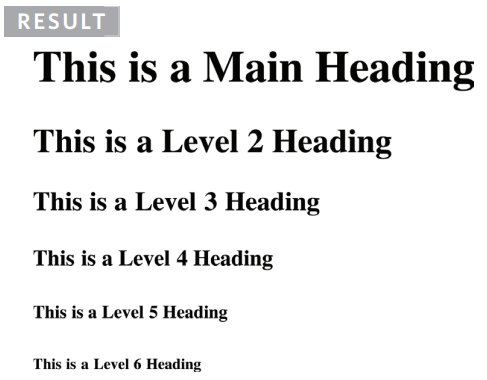 RESULT
This is a Main Heading
This is a Level 2 Heading
This is a Level 3 Heading
This is a Level 4 Heading
This is a Level 5 Heading
This is a Level 6 Heading